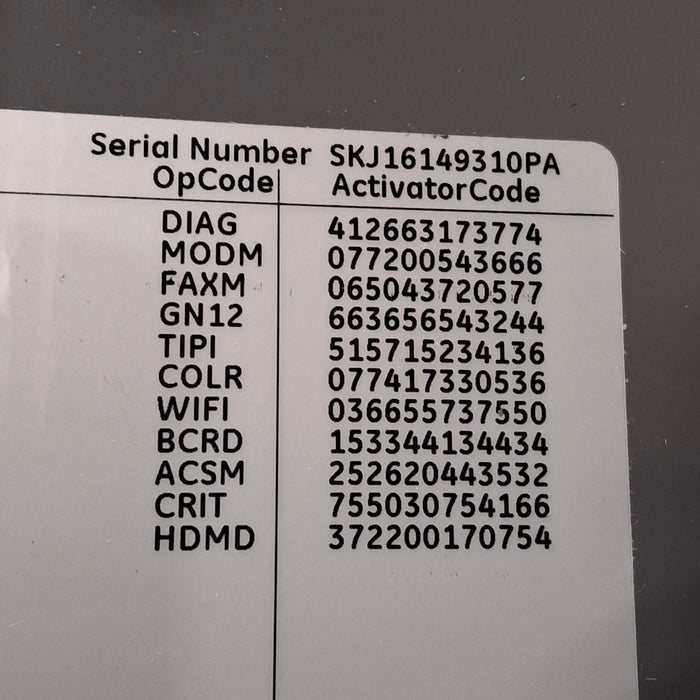 Serial Number SKJ16149310PA
OpCode ActivatorCode
DIAG 412663173774
MODM 077200543666
FAXM 065043720577
GN12 663656543244
TIPI 515715234136
COLR 077417330536
WIFI 036655737550
BCRD 153344134434
ACSM 252620443532
CRIT 755030754166
HDMD 372200170754